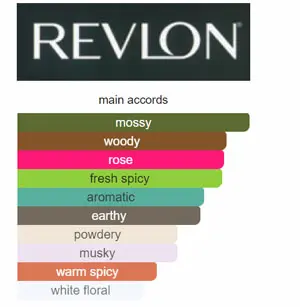 REVLON®
main accords
mossy
woody
rose
fresh spicy
aromatic
earthy
powdery
musky
warm spicy
white floral